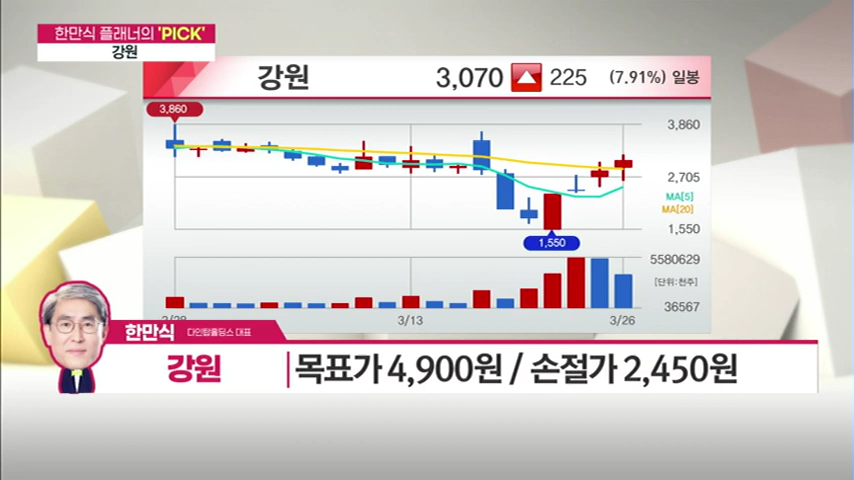 한만식 플래너의 'PICK'
강원
강원 3,070 225 (7.91%) 일봉
3,860
3,860
2,705
MA[5]
MA[20]
1,550
1,550
5580629
[단위:천주]
36567
3/13 3/26
한만식 다인탑홀딩스 대표
강원 목표가 4,900원 / 손절가 2,450원